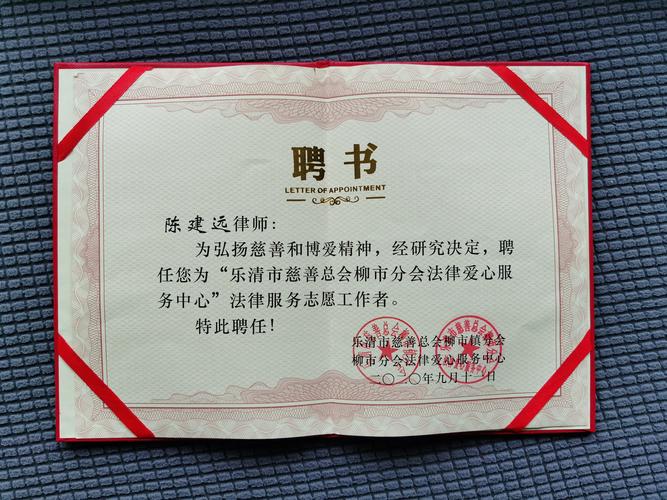 聘书
LETTER OF APPOINTMENT
陈建远律师:
为弘扬慈善和博爱精神，经研究决定，聘
任您为“乐清市慈善总会柳市分会法律爱心服
务中心”法律服务志愿工作者。
特此聘任!
乐清市慈善总会柳市镇分会
柳市分会法律爱心服务中心
二〇二〇年九月十一日